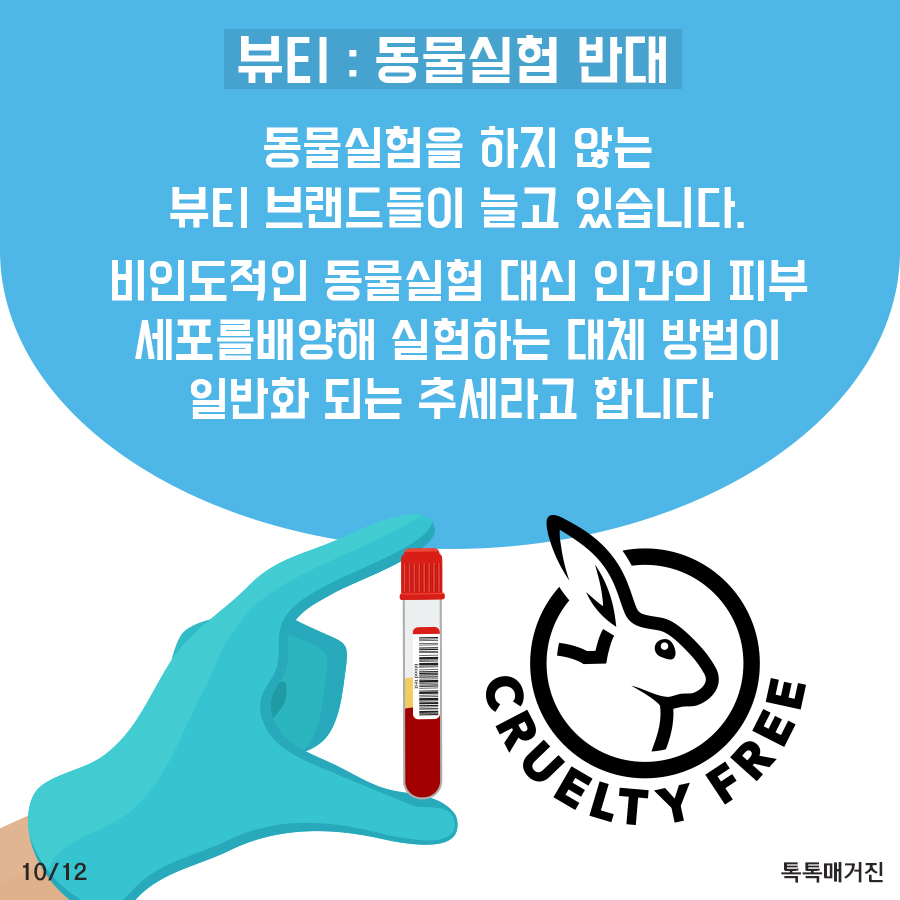 뷰티 : 동물실험 반대
동물실험을 하지 않는
뷰티 브랜드들이 늘고 있습니다.
비인도적인 동물실험 대신 인간의 피부
세포를배양해 실험하는 대체 방법이
일반화 되는 추세라고 합니다
blood test
CRUELTY FREE
10/12
톡톡매거진